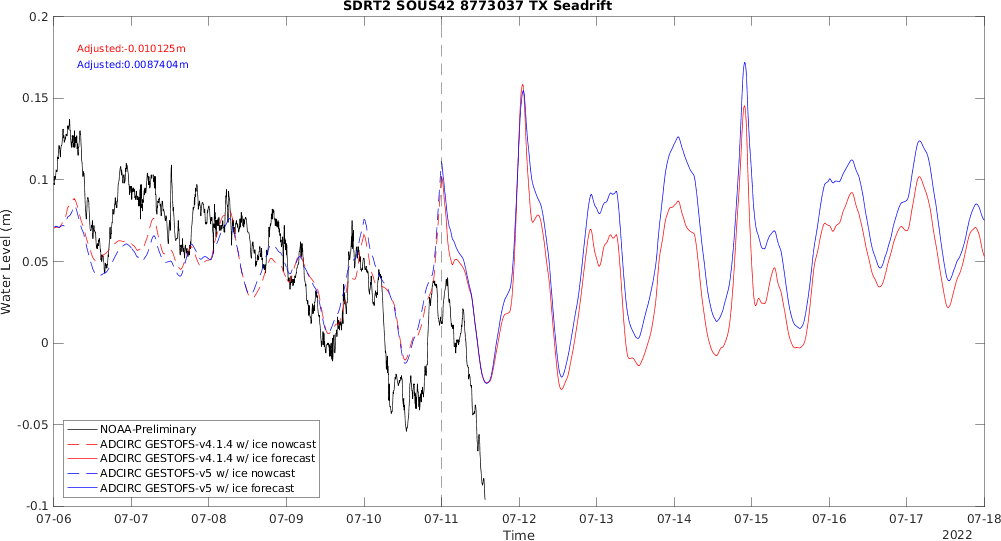 SDRT2 SOUS42 8773037 TX Seadrift
0.2
Adjusted:-0.010125m
Adjusted:0.0087404m
0.15
0.1
0.05
0
-0.05
-0.1
Water Level (m)
NOAA-Preliminary
ADCIRC GESTOFS-v4.1.4 w/ ice nowcast
ADCIRC GESTOFS-v4.1.4 w/ ice forecast
ADCIRC GESTOFS-v5 w/ ice nowcast
ADCIRC GESTOFS-v5 w/ ice forecast
07-06 07-07 07-08 07-09 07-10 07-11 07-12 07-13 07-14 07-15 07-16 07-17 07-18
Time
2022